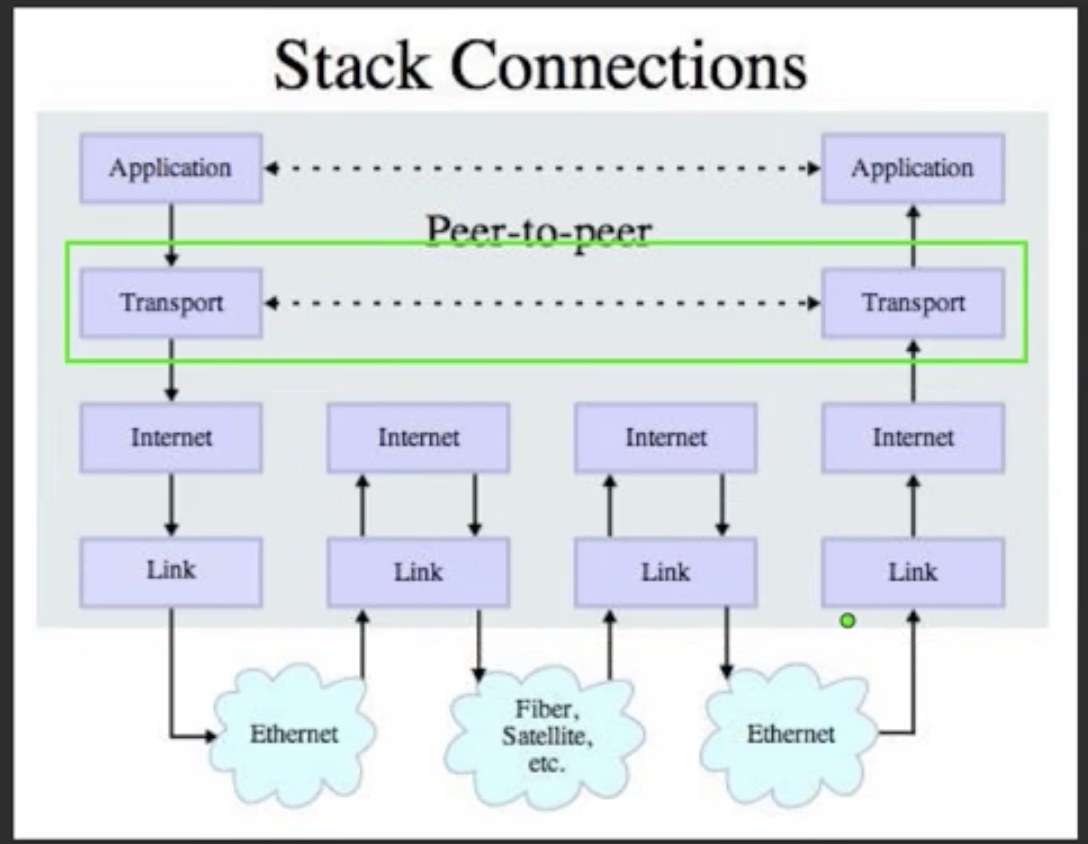 Stack Connections
Application
Application
Peer-to-peer
Transport
Transport
Internet
Internet
Internet
Internet
Link
Link
Link
Link
Ethernet
Fiber,
Satellite,
etc.
Ethernet